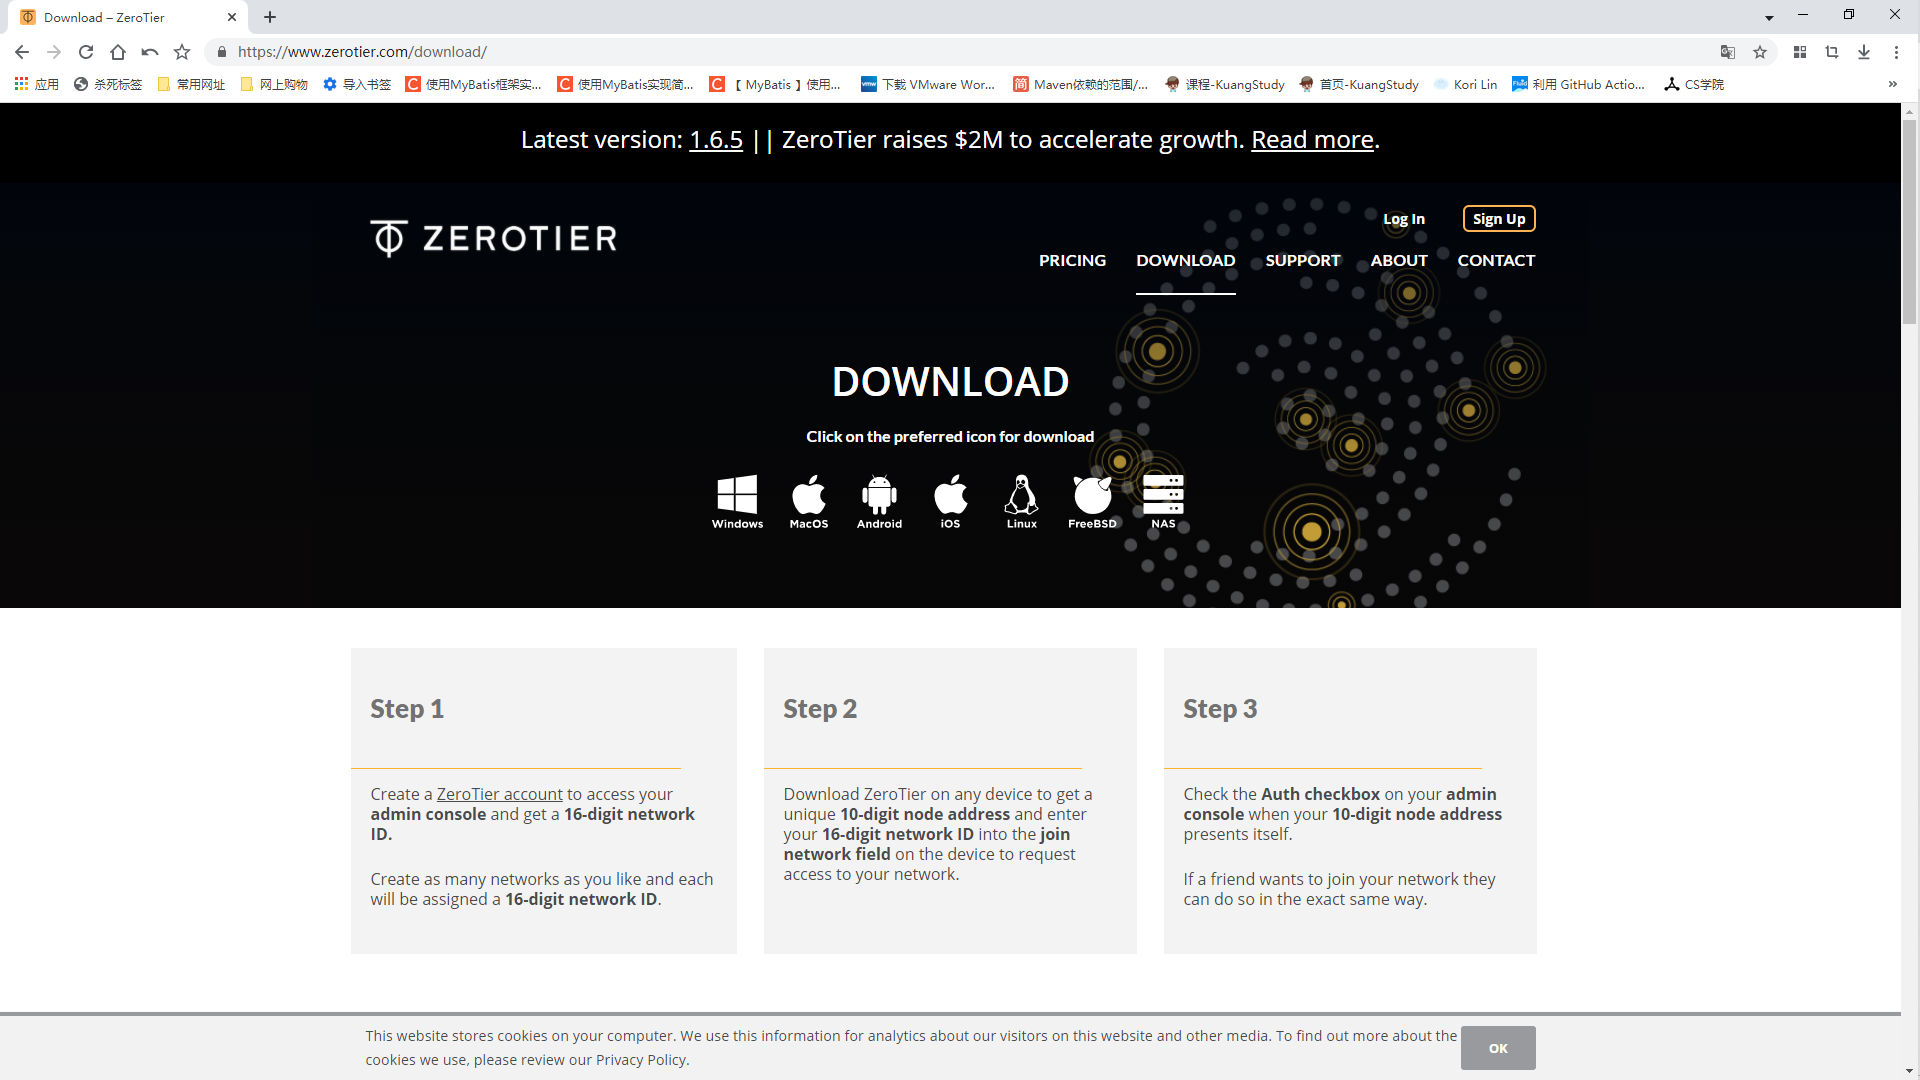 Download – ZeroTier
https://www.zerotier.com/download/
应用 杀死标签 常用网址 网上购物 导入书签 使用MyBatis框架实... 使用MyBatis实现简... 【 MyBatis 】使用... 下载 VMware Wor... Maven依赖的范围/... 课程-KuangStudy 首页-KuangStudy Kori Lin 利用 GitHub Actio... CS学院 »
Latest version: 1.6.5 || ZeroTier raises $2M to accelerate growth. Read more.
ZEROTIER
Log In Sign Up
PRICING DOWNLOAD SUPPORT ABOUT CONTACT
DOWNLOAD
Click on the preferred icon for download
Windows MacOS Android iOS Linux FreeBSD NAS
Step 1
Create a ZeroTier account to access your
admin console and get a 16-digit network
ID.
Create as many networks as you like and each
will be assigned a 16-digit network ID.
Step 2
Download ZeroTier on any device to get a
unique 10-digit node address and enter
your 16-digit network ID into the join
network field on the device to request
access to your network.
Step 3
Check the Auth checkbox on your admin
console when your 10-digit node address
presents itself.
If a friend wants to join your network they
can do so in the exact same way.
This website stores cookies on your computer. We use this information for analytics about our visitors on this website and other media. To find out more about the
cookies we use, please review our Privacy Policy.
OK